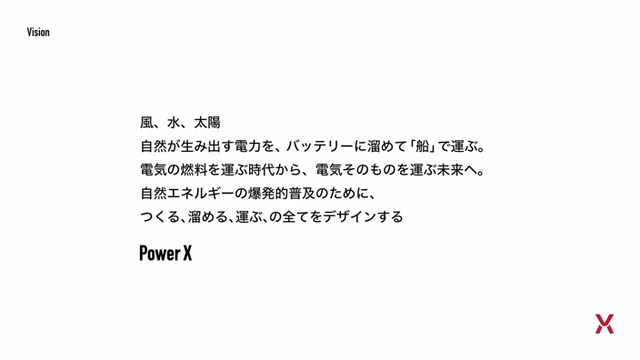 Vision
風、水、太陽
自然が生み出す電力を、バッテリーに溜めて「船」で運ぶ。
電気の燃料を運ぶ時代から、電気そのものを運ぶ未来へ。
自然エネルギーの爆発的普及のために、
つくる、溜める、運ぶ、の全てをデザインする
Power X